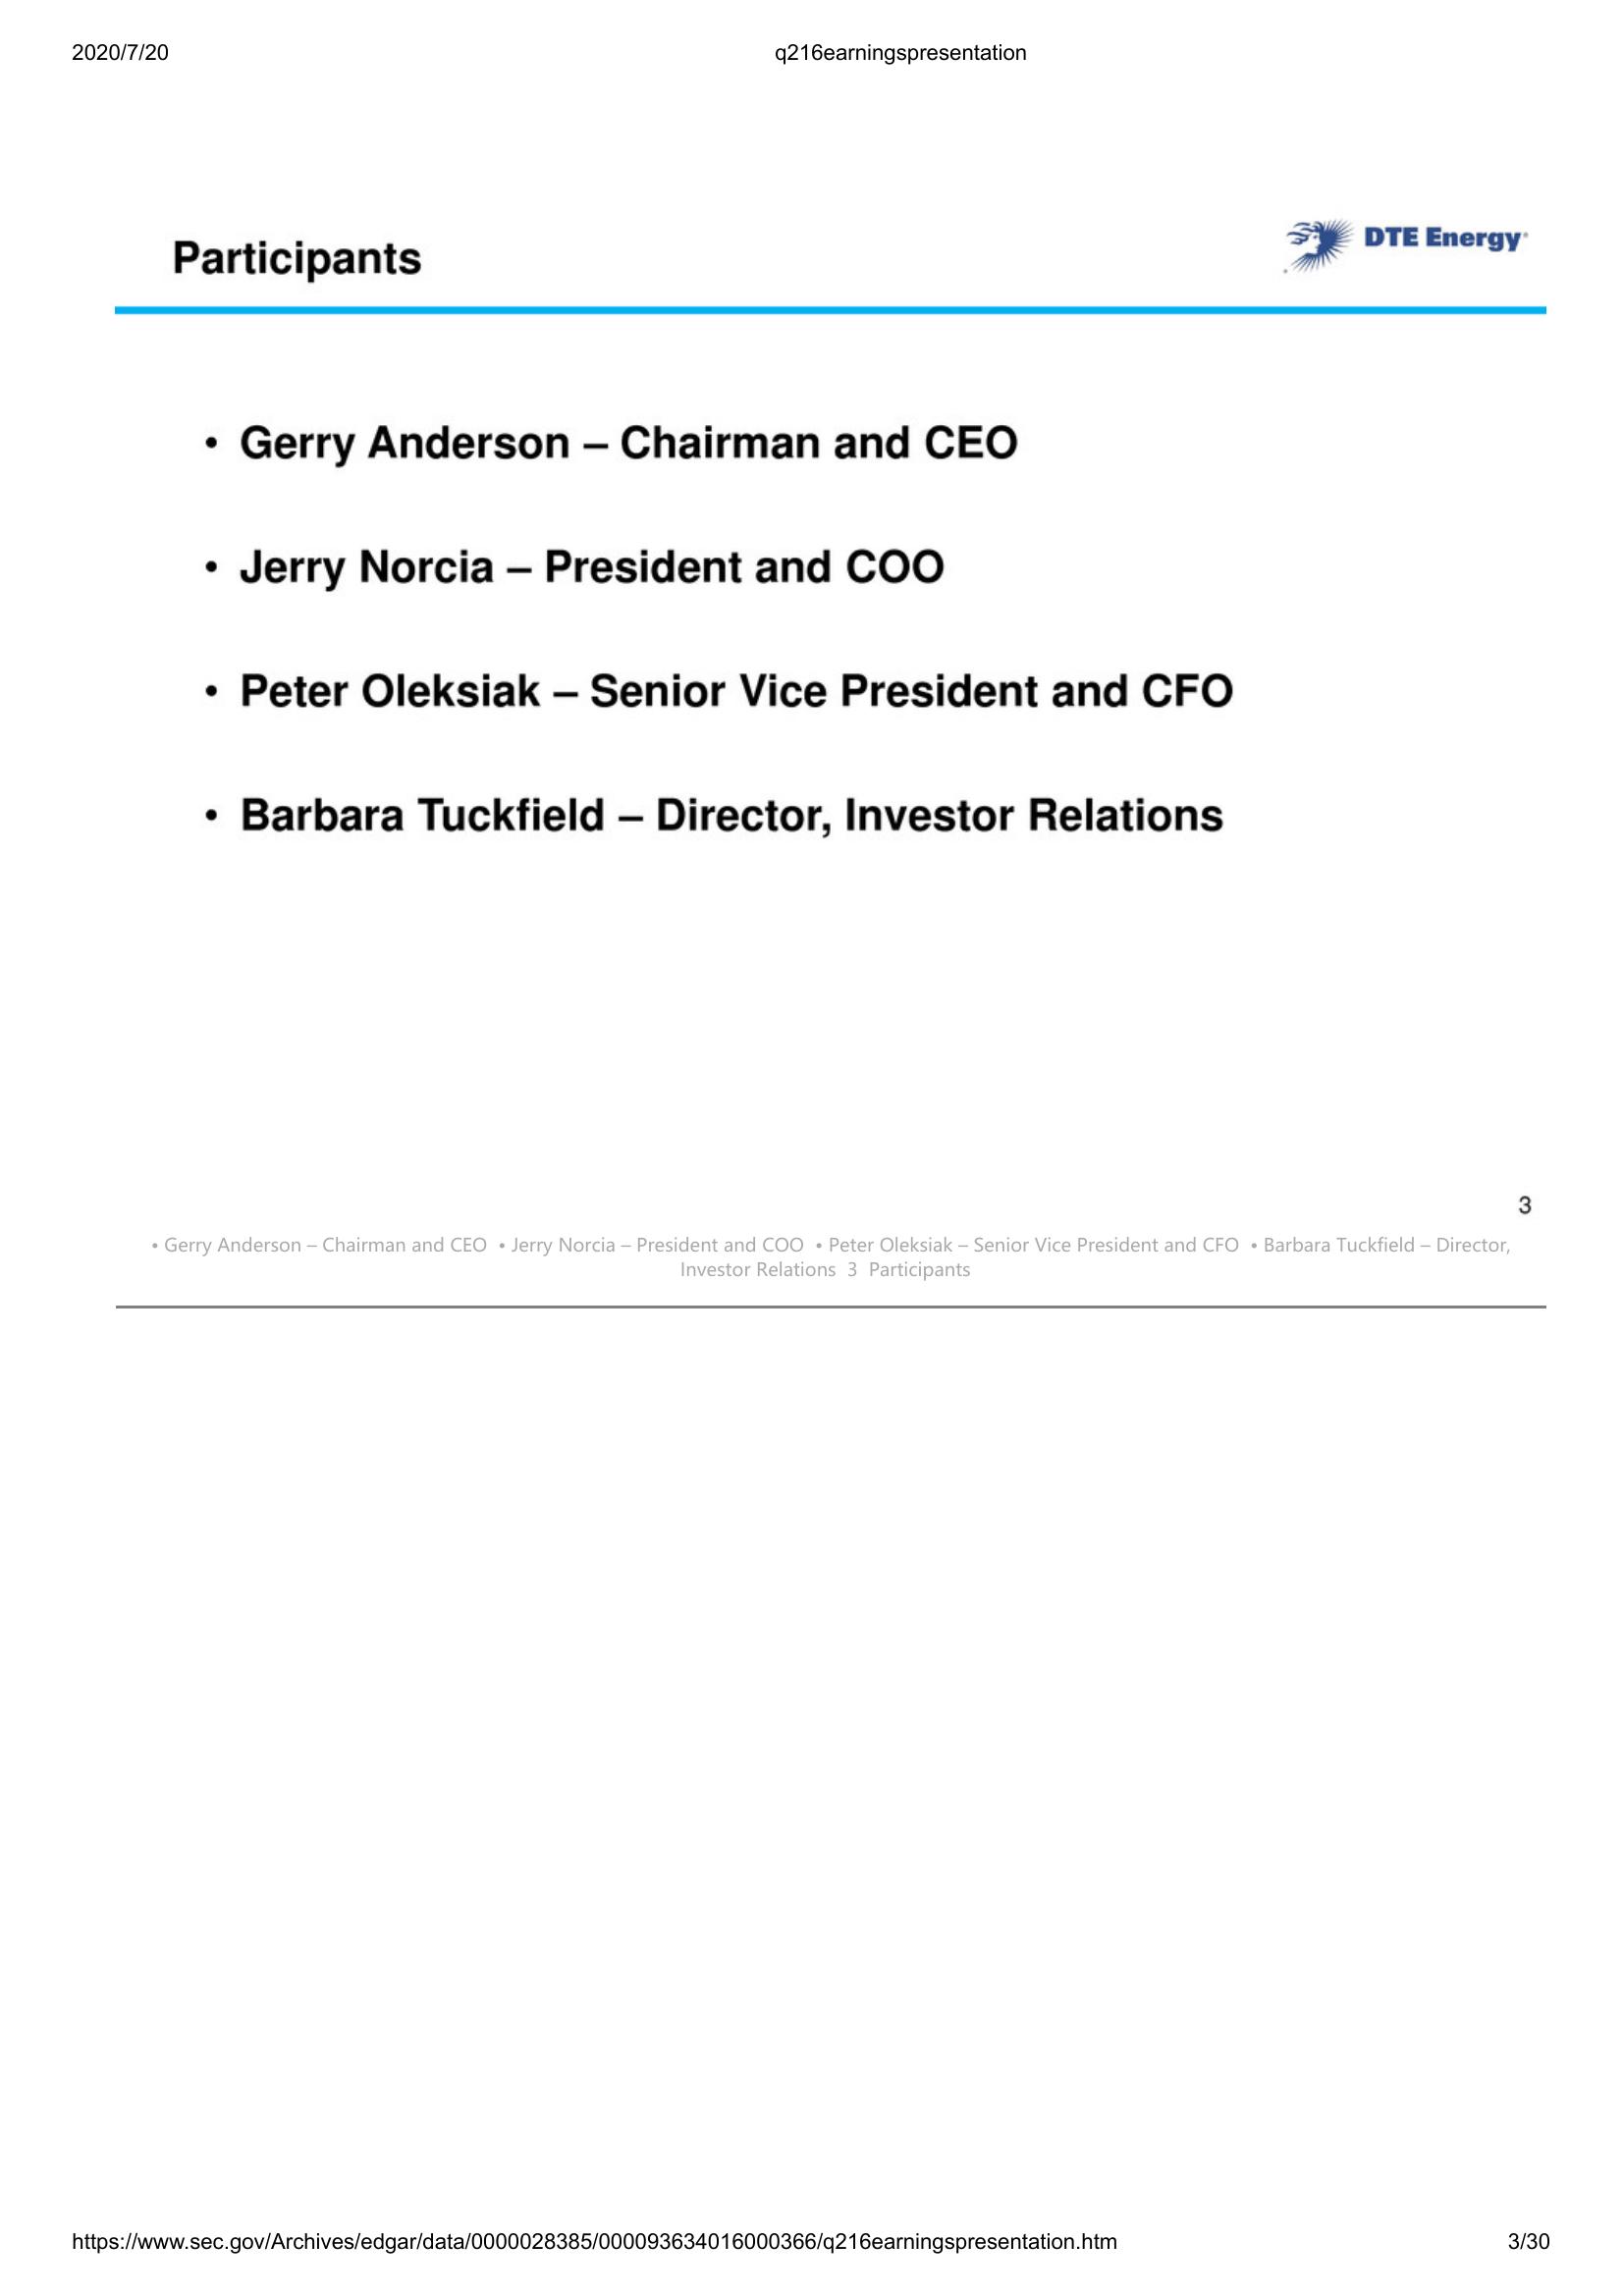 2020/7/20 q216earningspresentation
Participants
DTE Energy®
• Gerry Anderson – Chairman and CEO
• Jerry Norcia – President and COO
• Peter Oleksiak – Senior Vice President and CFO
• Barbara Tuckfield – Director, Investor Relations
3
• Gerry Anderson – Chairman and CEO • Jerry Norcia – President and COO • Peter Oleksiak – Senior Vice President and CFO • Barbara Tuckfield – Director,
Investor Relations 3 Participants
https://www.sec.gov/Archives/edgar/data/0000028385/000093634016000366/q216earningspresentation.htm 3/30